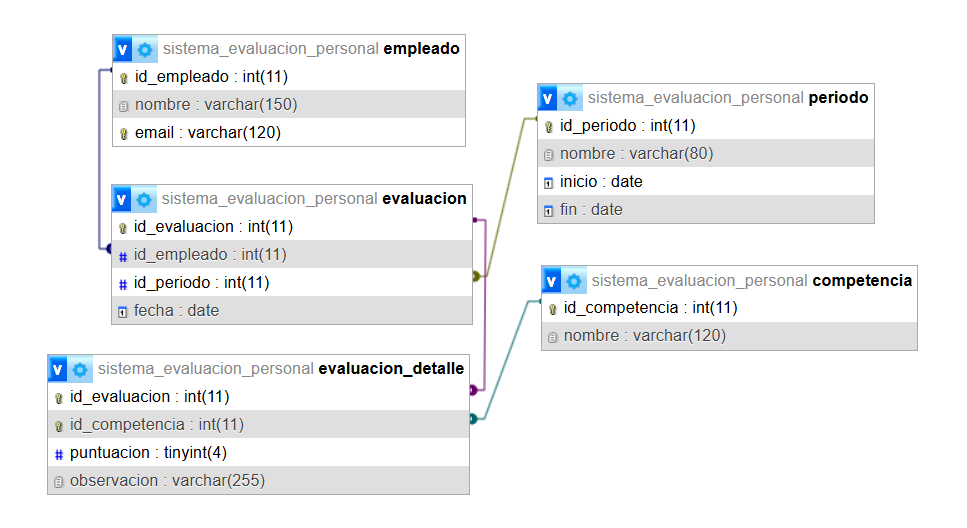 v sistema_evaluacion_personal empleado
id_empleado : int(11)
nombre : varchar(150)
email : varchar(120)
v sistema_evaluacion_personal periodo
id_periodo : int(11)
nombre : varchar(80)
inicio : date
fin : date
v sistema_evaluacion_personal evaluacion
id_evaluacion : int(11)
# id_empleado : int(11)
# id_periodo : int(11)
fecha : date
v sistema_evaluacion_personal competencia
id_competencia : int(11)
nombre : varchar(120)
v sistema_evaluacion_personal evaluacion_detalle
id_evaluacion : int(11)
id_competencia : int(11)
# puntuacion : tinyint(4)
observacion : varchar(255)